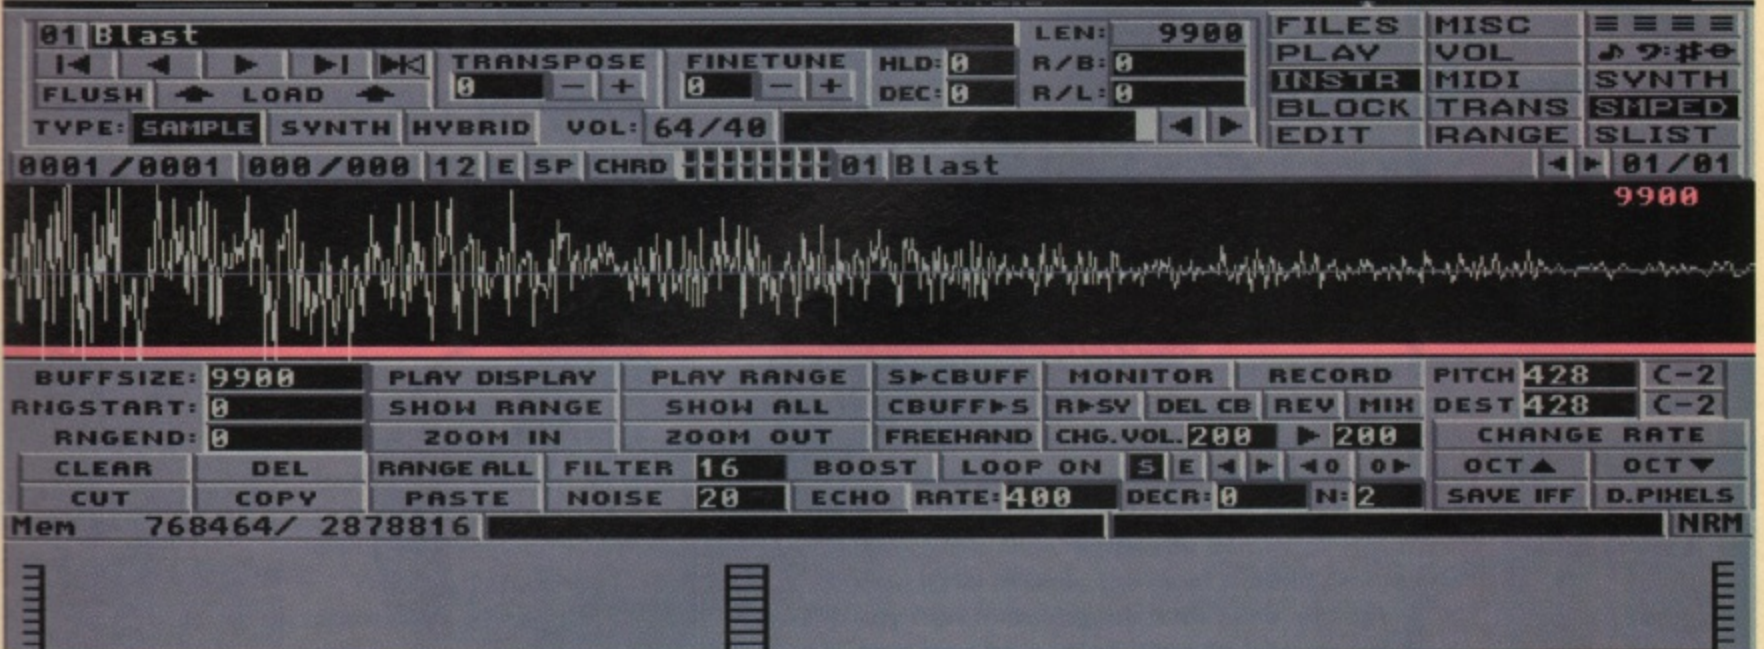 01 Blast LEN: 9900 FILES MISC
TRANSPOSE FINETUNE HLD: 0 R/B: 0 PLAY VOL
0 - + 0 - + DEC: 0 R/L: 0 INSTR MIDI SYNTH
FLUSH LOAD BLOCK TRANS SMPED
TYPE: SAMPLE SYNTH HYBRID VOL: 64/40 EDIT RANGE SLIST
0001/0001 000/000 12 E SP CHRD 01 Blast 01/01
9900
BUFFSIZE: 9900 PLAY DISPLAY PLAY RANGE S▶CBUFF MONITOR RECORD PITCH 428 C-2
RNGSTART: 0 SHOW RANGE SHOW ALL CBUFF▶S R▶SY DEL CB REV MIX DEST 428 C-2
RNGEND: 0 ZOOM IN ZOOM OUT FREEHAND CHG.VOL. 200 ▶ 200 CHANGE RATE
CLEAR DEL RANGE ALL FILTER 16 BOOST LOOP ON S E ◀ ▶ ◀0 0▶ OCT▲ OCT▼
CUT COPY PASTE NOISE 20 ECHO RATE: 400 DECR: 0 N: 2 SAVE IFF D.PIXELS
Mem 768464/ 2878816 NRM